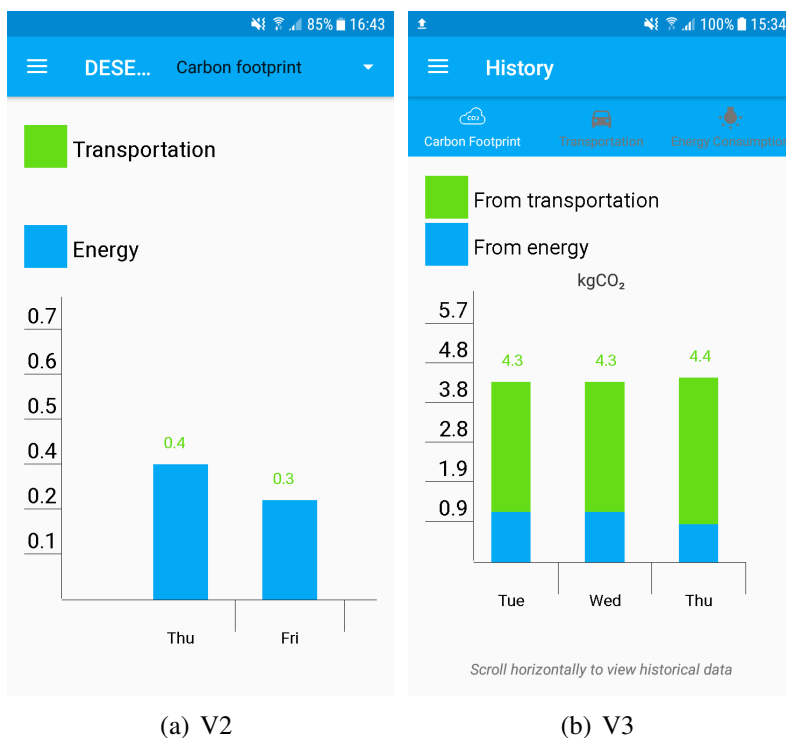 85% 16:43
DESE... Carbon footprint
Transportation
Energy
0.7
0.6
0.5
0.4
0.2
0.1
0.4
0.3
Thu Fri
(a) V2
100% 15:34
History
CO2
Carbon Footprint Transportation Energy Consumption
From transportation
From energy
kgCO₂
5.7
4.8
3.8
2.8
1.9
0.9
4.3 4.3 4.4
Tue Wed Thu
Scroll horizontally to view historical data
(b) V3